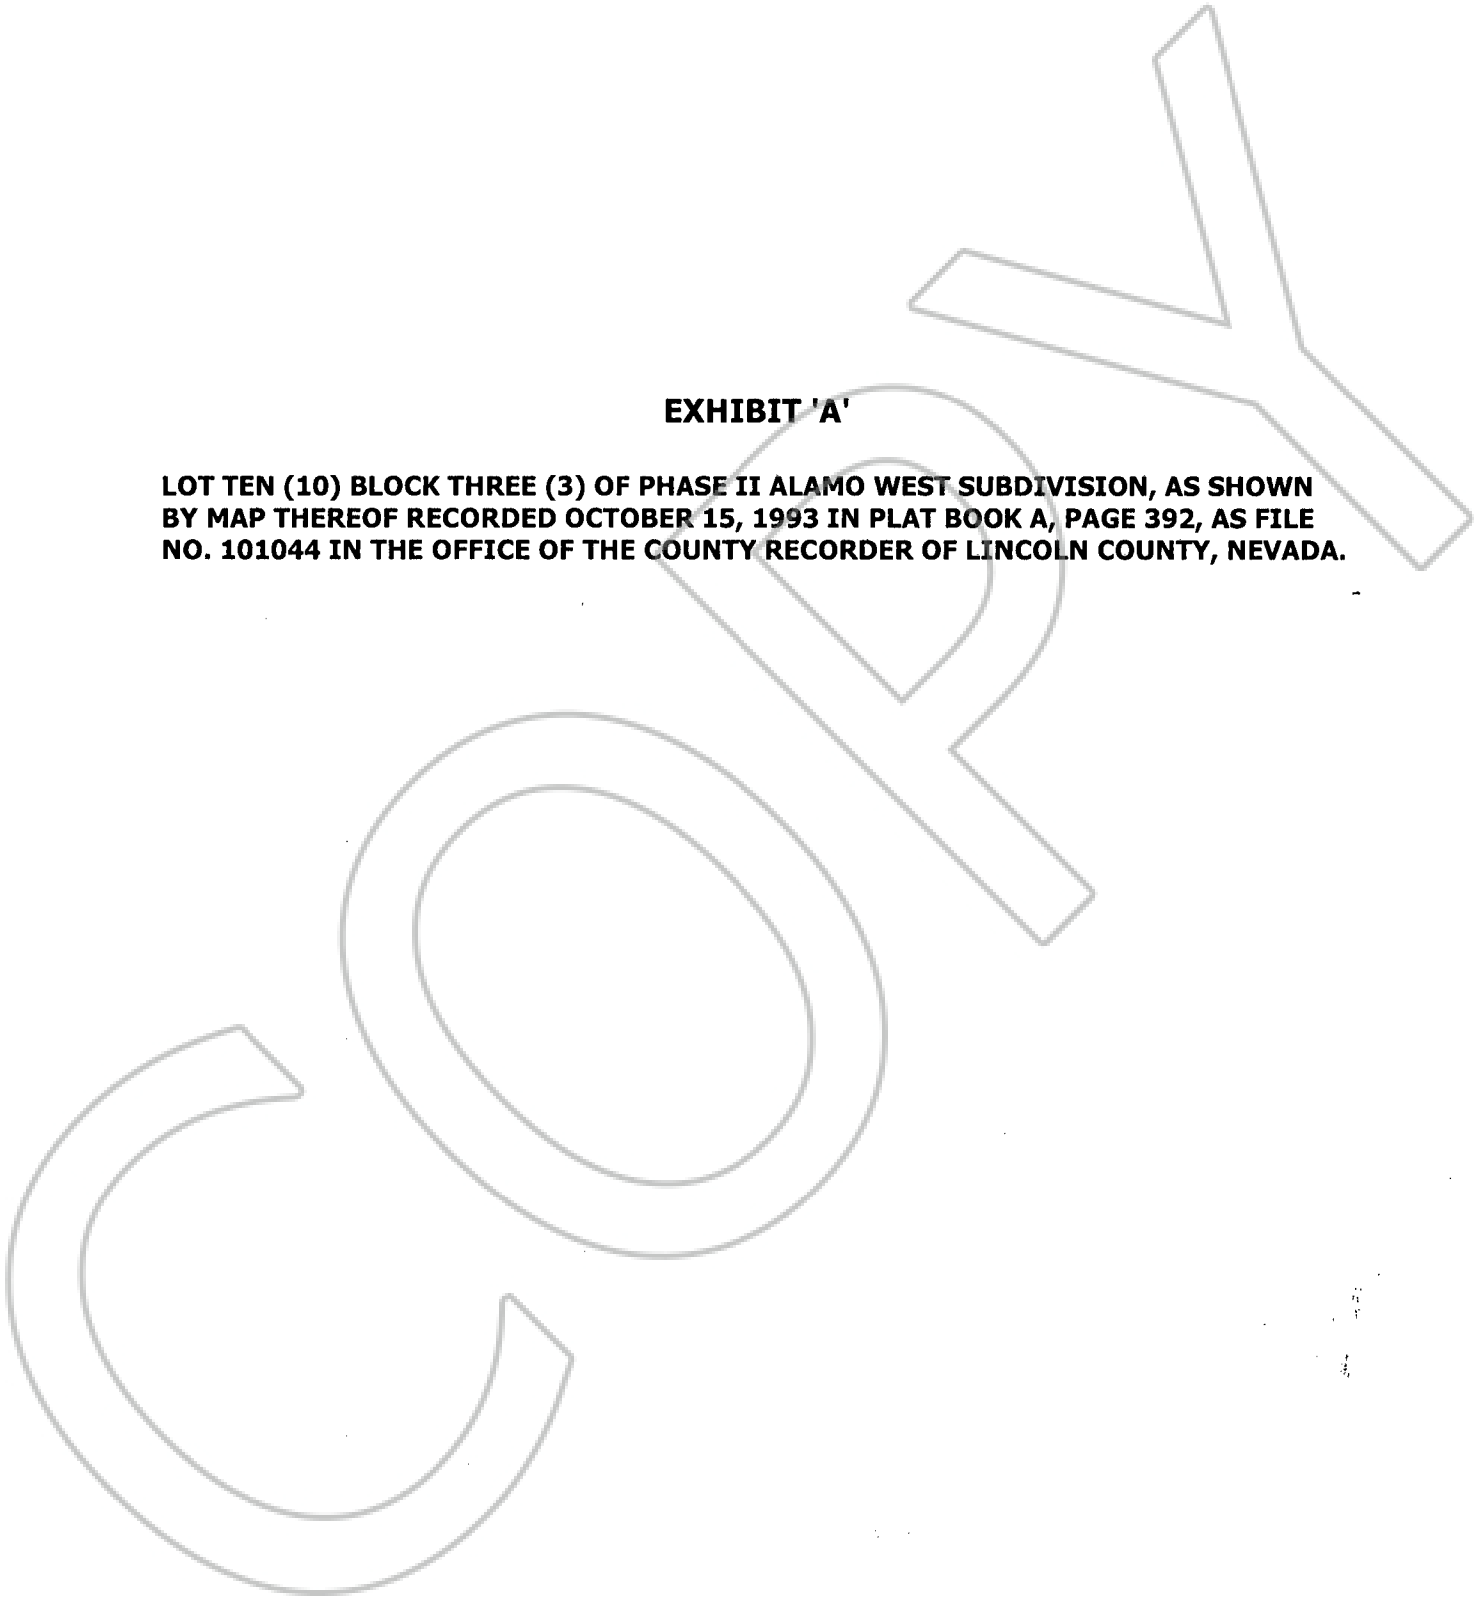 EXHIBIT 'A'
LOT TEN (10) BLOCK THREE (3) OF PHASE II ALAMO WEST SUBDIVISION, AS SHOWN
BY MAP THEREOF RECORDED OCTOBER 15, 1993 IN PLAT BOOK A, PAGE 392, AS FILE
NO. 101044 IN THE OFFICE OF THE COUNTY RECORDER OF LINCOLN COUNTY, NEVADA.
COPY